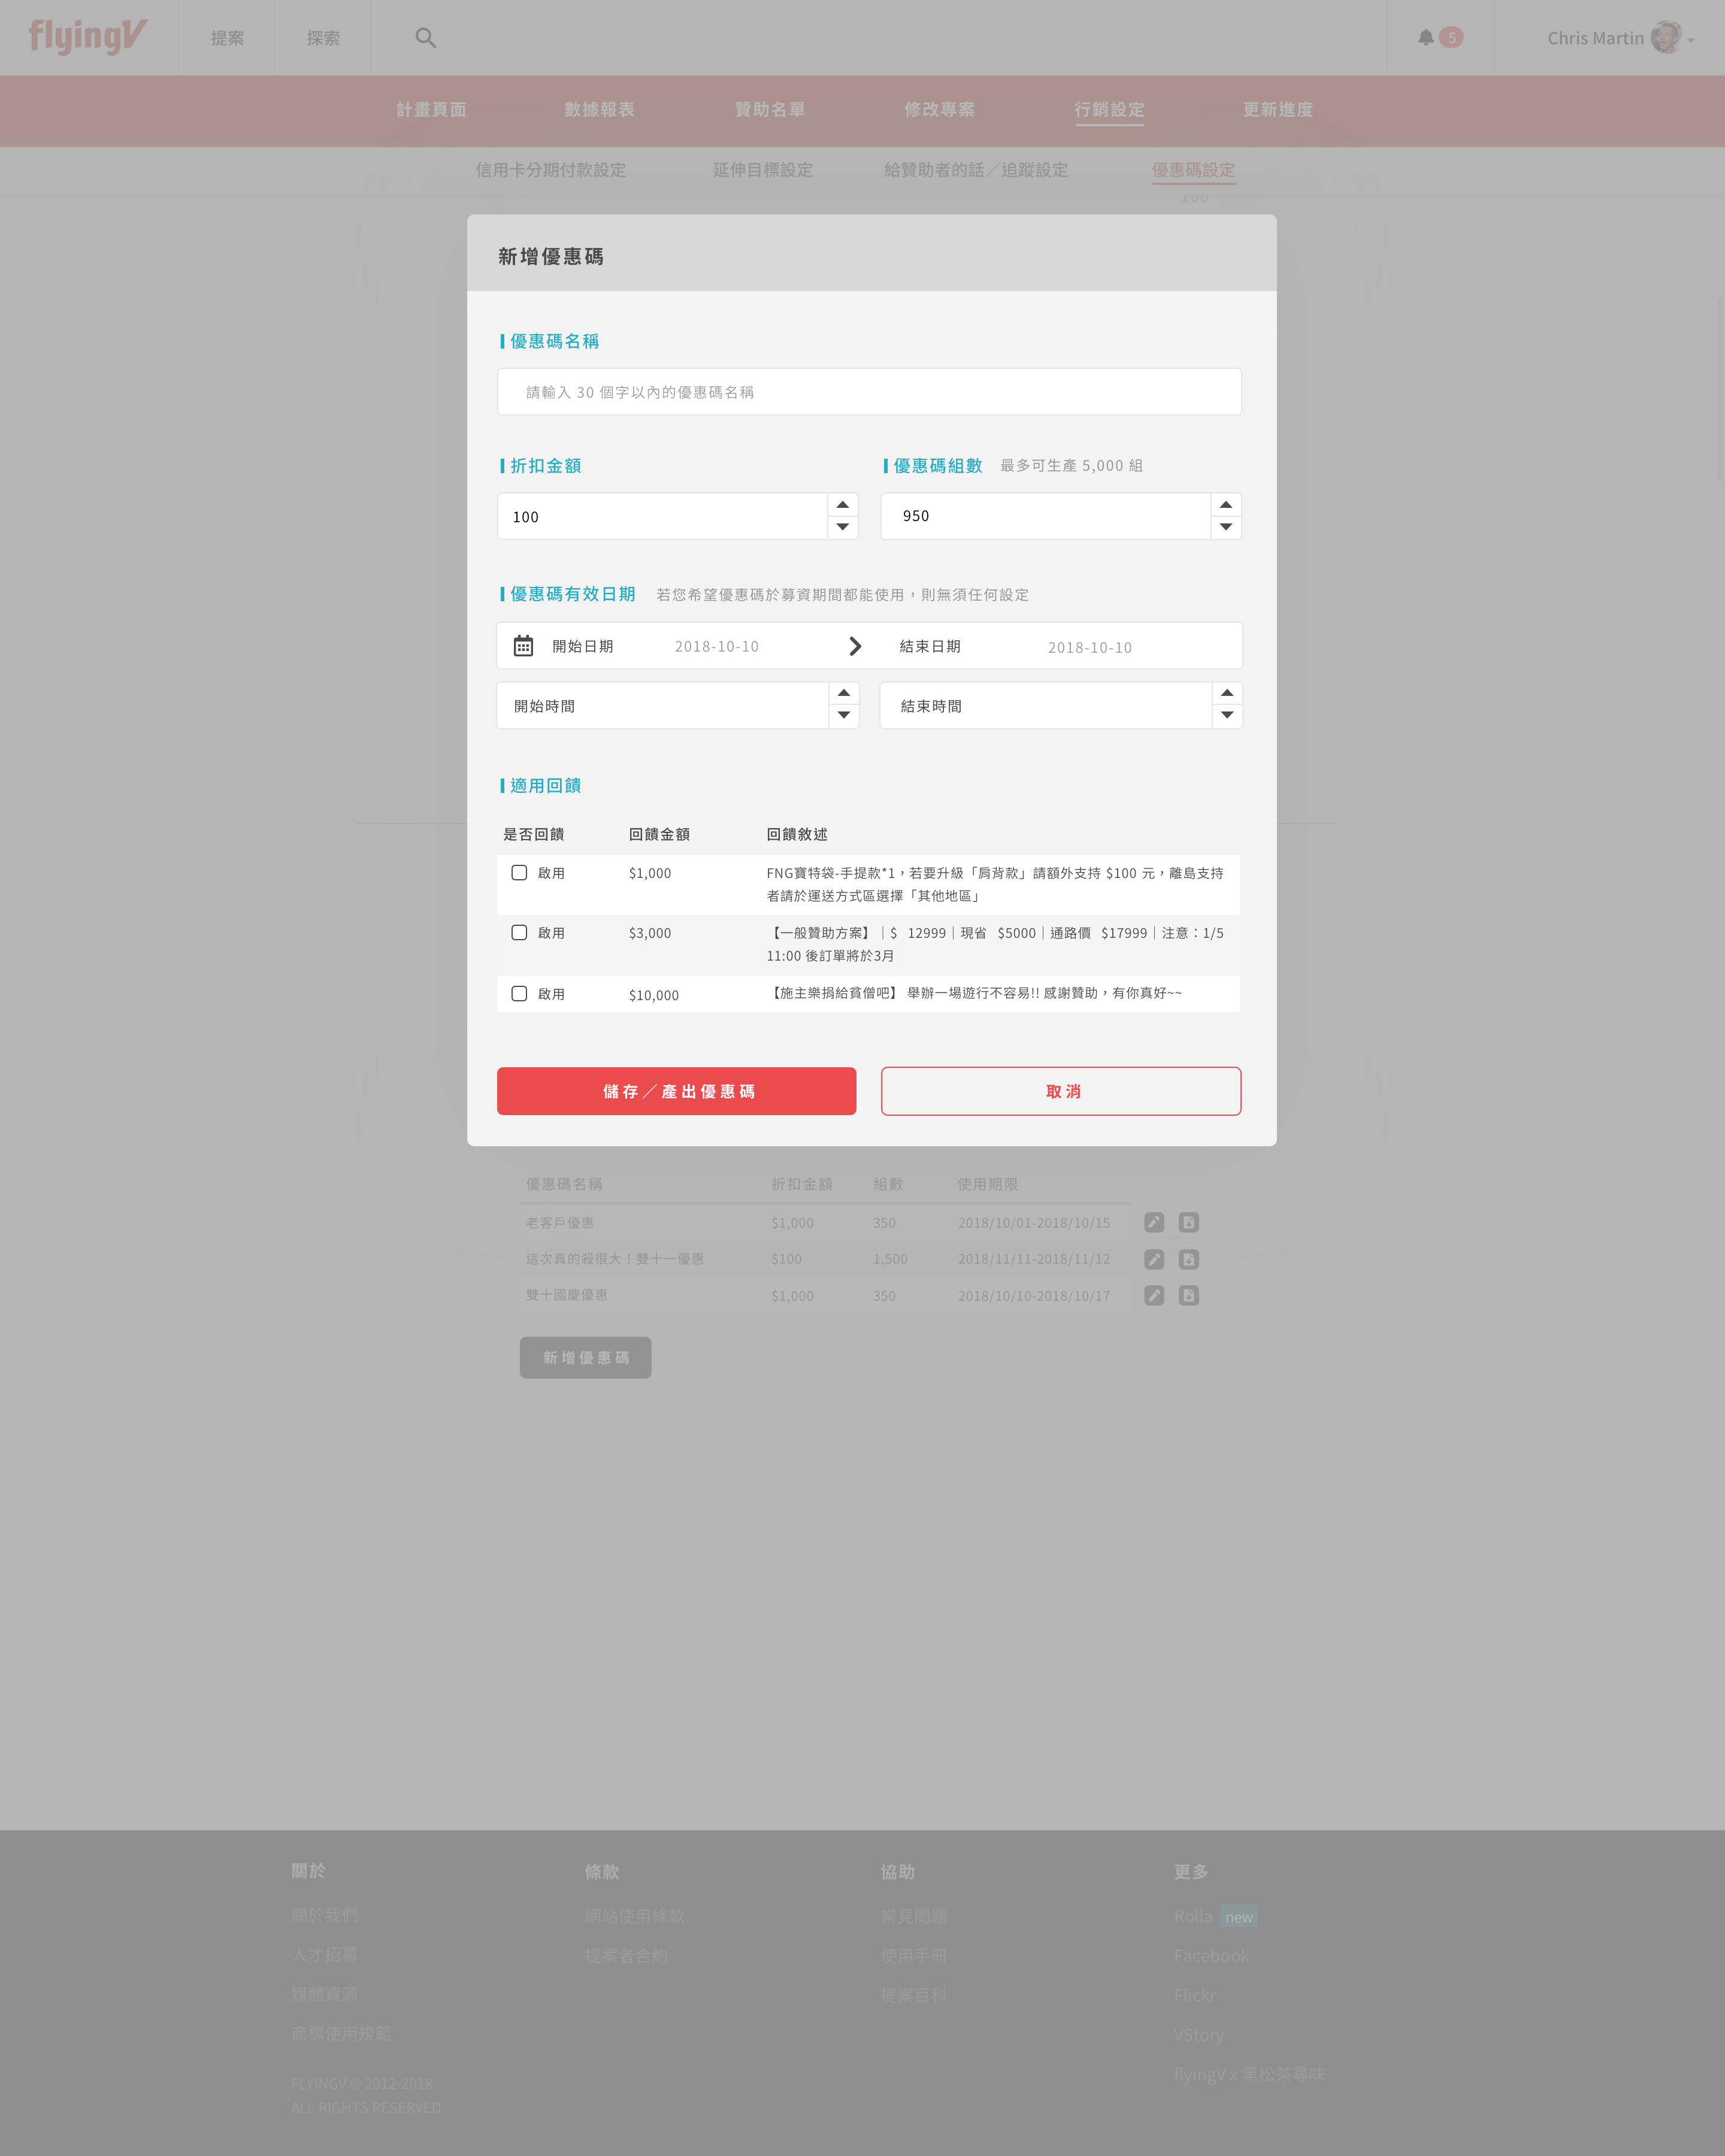 flyingV
提案
探索
5
Chris Martin
計畫頁面
數據報表
贊助名單
修改專案
行銷設定
更新進度
信用卡分期付款設定
延伸目標設定
給贊助者的話／追蹤設定
優惠碼設定
100
新增優惠碼
優惠碼名稱
請輸入 30 個字以內的優惠碼名稱
折扣金額
優惠碼組數 最多可生產 5,000 組
100
950
優惠碼有效日期 若您希望優惠碼於募資期間都能使用，則無須任何設定
開始日期 2018-10-10
結束日期 2018-10-10
開始時間
結束時間
適用回饋
是否回饋 回饋金額 回饋敘述
啟用 $1,000 FNG寶特袋-手提款*1，若要升級「肩背款」請額外支持 $100 元，離島支持
者請於運送方式區選擇「其他地區」
啟用 $3,000 【一般贊助方案】｜$ 12999｜現省 $5000｜通路價 $17999｜注意：1/5
11:00 後訂單將於3月
啟用 $10,000 【施主樂捐給貧僧吧】 舉辦一場遊行不容易!! 感謝贊助，有你真好~~
儲存／產出優惠碼
取消
優惠碼名稱 折扣金額 組數 使用期限
老客戶優惠 $1,000 350 2018/10/01-2018/10/15
這次真的殺很大！雙十一優惠 $100 1,500 2018/11/11-2018/11/12
雙十國慶優惠 $1,000 350 2018/10/10-2018/10/17
新增優惠碼
關於
關於我們
人才招募
媒體資源
商標使用規範
FLYINGV © 2012-2018.
ALL RIGHTS RESERVED.
條款
網站使用條款
提案者合約
協助
常見問題
使用手冊
提案百科
更多
Rolla new
Facebook
Flickr
VStory
flyingV x 黑松茶尋味